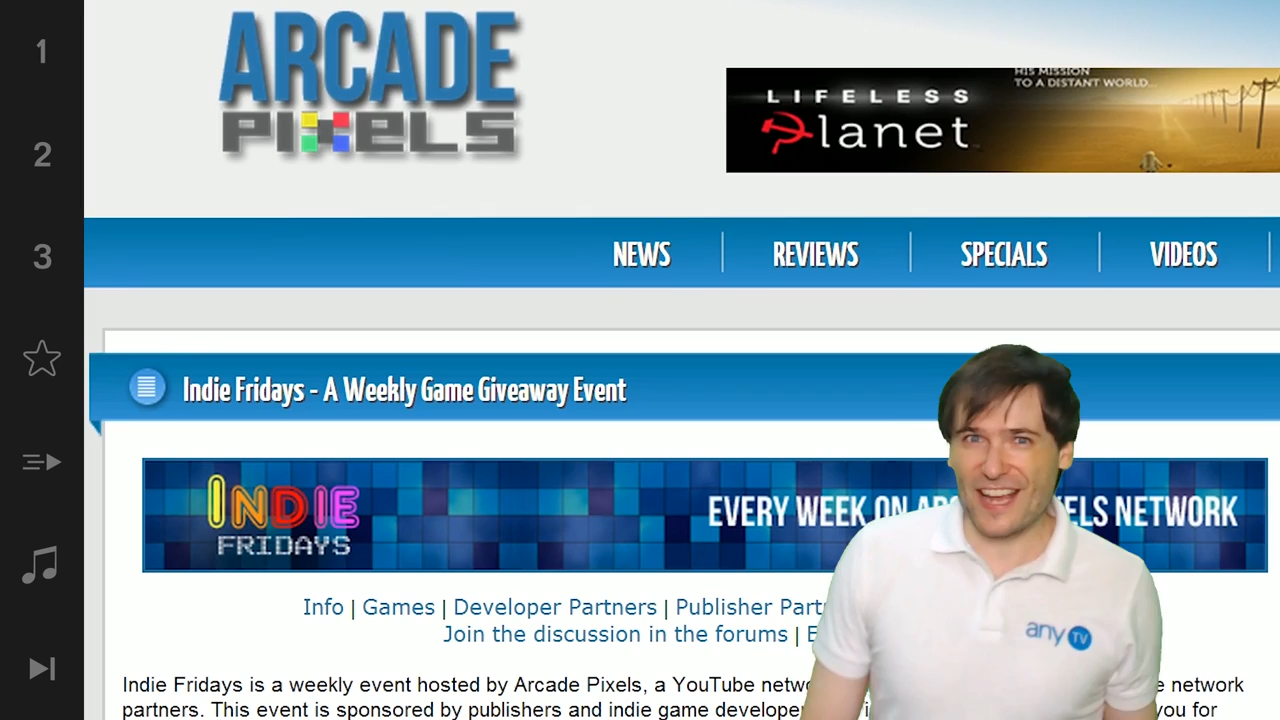 1
2
3
ARCADE
PIXELS
HIS MISSION
TO A DISTANT WORLD...
LIFELESS
Planet
NEWS
REVIEWS
SPECIALS
VIDEOS
Indie Fridays - A Weekly Game Giveaway Event
INDIE
FRIDAYS
EVERY WEEK ON ELS NETWORK
Info | Games | Developer Partners | Publisher
Join the discussion in the forums |
any TV
Indie Fridays is a weekly event hosted by Arcade Pixels, a YouTube network
partners. This event is sponsored by publishers and indie game you for